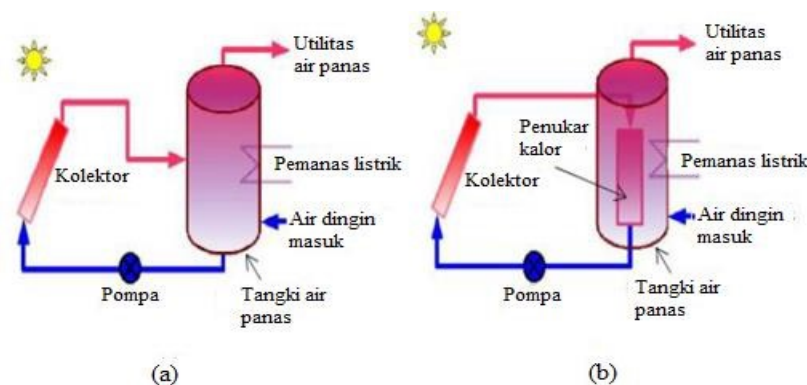 Utilitas
air panas
Kolektor
Pemanas listrik
Air dingin
masuk
Pompa
Tangki air
panas
(a)
Utilitas
air panas
Penukar
kalor
Kolektor
Pemanas listrik
Air dingin
masuk
Pompa
Tangki air
panas
(b)